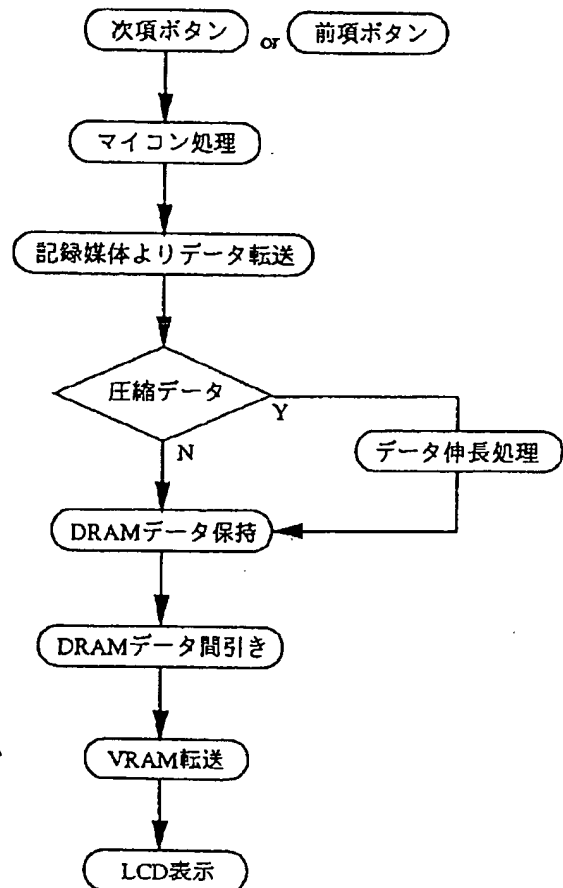 次項ボタン or 前項ボタン
マイコン処理
記録媒体よりデータ転送
圧縮データ
Y
データ伸長処理
N
DRAMデータ保持
DRAMデータ間引き
VRAM転送
LCD表示